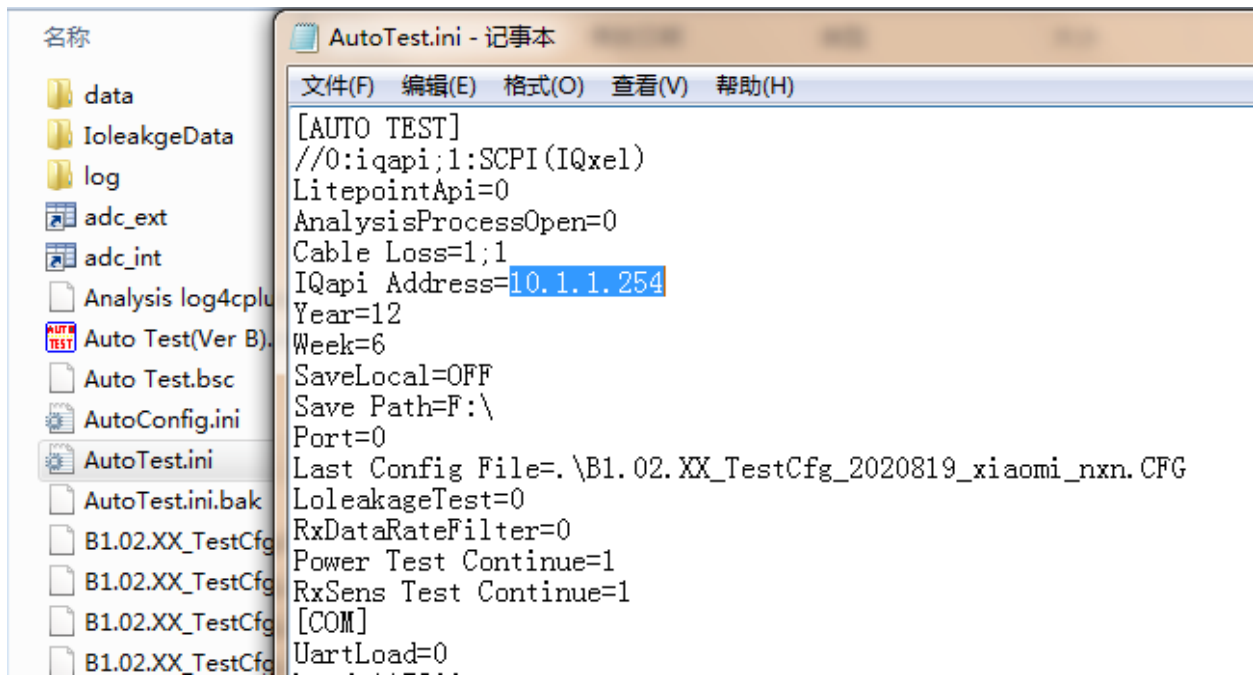 名称
data
IoleakgeData
log
adc_ext
adc_int
Analysis log4cplu
AUTO TEST
Auto Test(Ver B).
Auto Test.bsc
AutoConfig.ini
AutoTest.ini
AutoTest.ini.bak
B1.02.XX_TestCfg
B1.02.XX_TestCfg
B1.02.XX_TestCfg
B1.02.XX_TestCfg
AutoTest.ini - 记事本
文件(F) 编辑(E) 格式(O) 查看(V) 帮助(H)
[AUTO TEST]
//0:iqapi;1:SCPI(IQxel)
LitepointApi=0
AnalysisProcessOpen=0
Cable Loss=1;1
IQapi Address=10.1.1.254
Year=12
Week=6
SaveLocal=OFF
Save Path=F:\
Port=0
Last Config File=.\B1.02.XX_TestCfg_2020819_xiaomi_nxn.CFG
LoleakageTest=0
RxDataRateFilter=0
Power Test Continue=1
RxSens Test Continue=1
[COM]
UartLoad=0